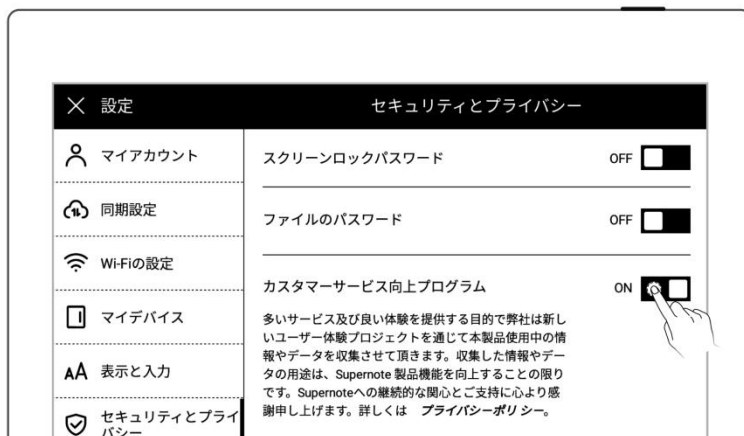 設定
セキュリティとプライバシー
マイアカウント
同期設定
Wi-Fiの設定
マイデバイス
AA 表示と入力
セキュリティとプライ
バシー
スクリーンロックパスワード OFF
ファイルのパスワード OFF
カスタマーサービス向上プログラム ON
多いサービス及び良い体験を提供する目的で弊社は新し
いユーザー体験プロジェクトを通じて本製品使用中の情
報やデータを収集させて頂きます。収集した情報やデー
タの用途は、Supernote 製品機能を向上することの限り
です。Supernoteへの継続的な関心とご支持に心より感
謝申し上げます。詳しくは プライバシーポリシー。